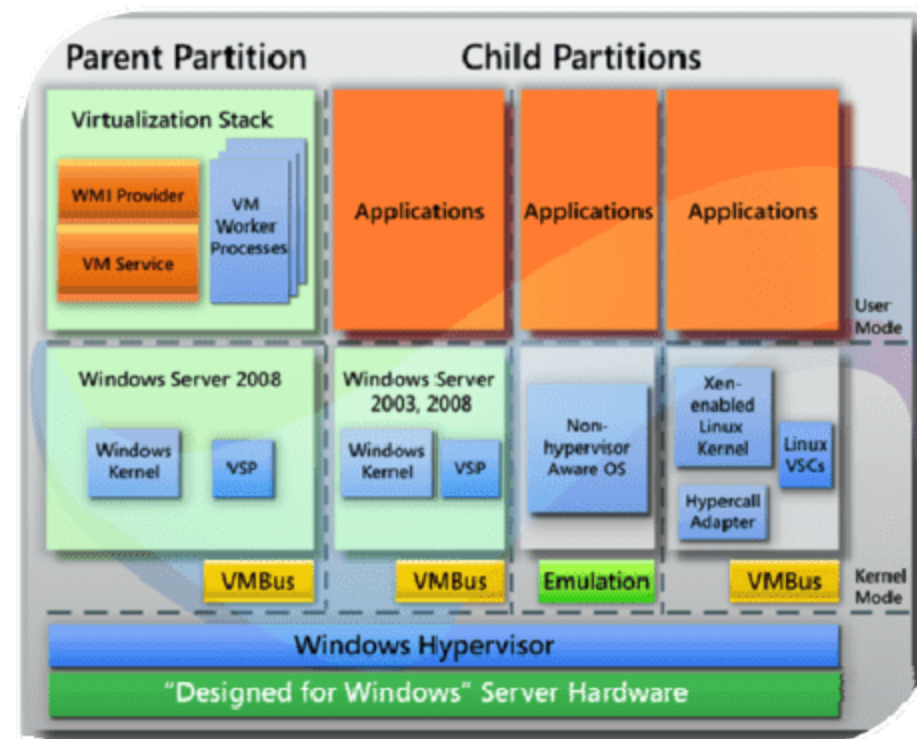 Parent Partition
Child Partitions
Virtualization Stack
WMI Provider
VM Service
VM
Worker
Processes
Applications
Applications
Applications
User
Mode
Windows Server 2008
Windows
Kernel
VSP
Windows Server
2003, 2008
Windows
Kernel
VSP
Non-
hypervisor
Aware OS
Xen-
enabled
Linux
Kernel
Linux
VSCs
Hypercall
Adapter
VMBus
VMBus
Emulation
VMBus
Kernel
Mode
Windows Hypervisor
“Designed for Windows” Server Hardware